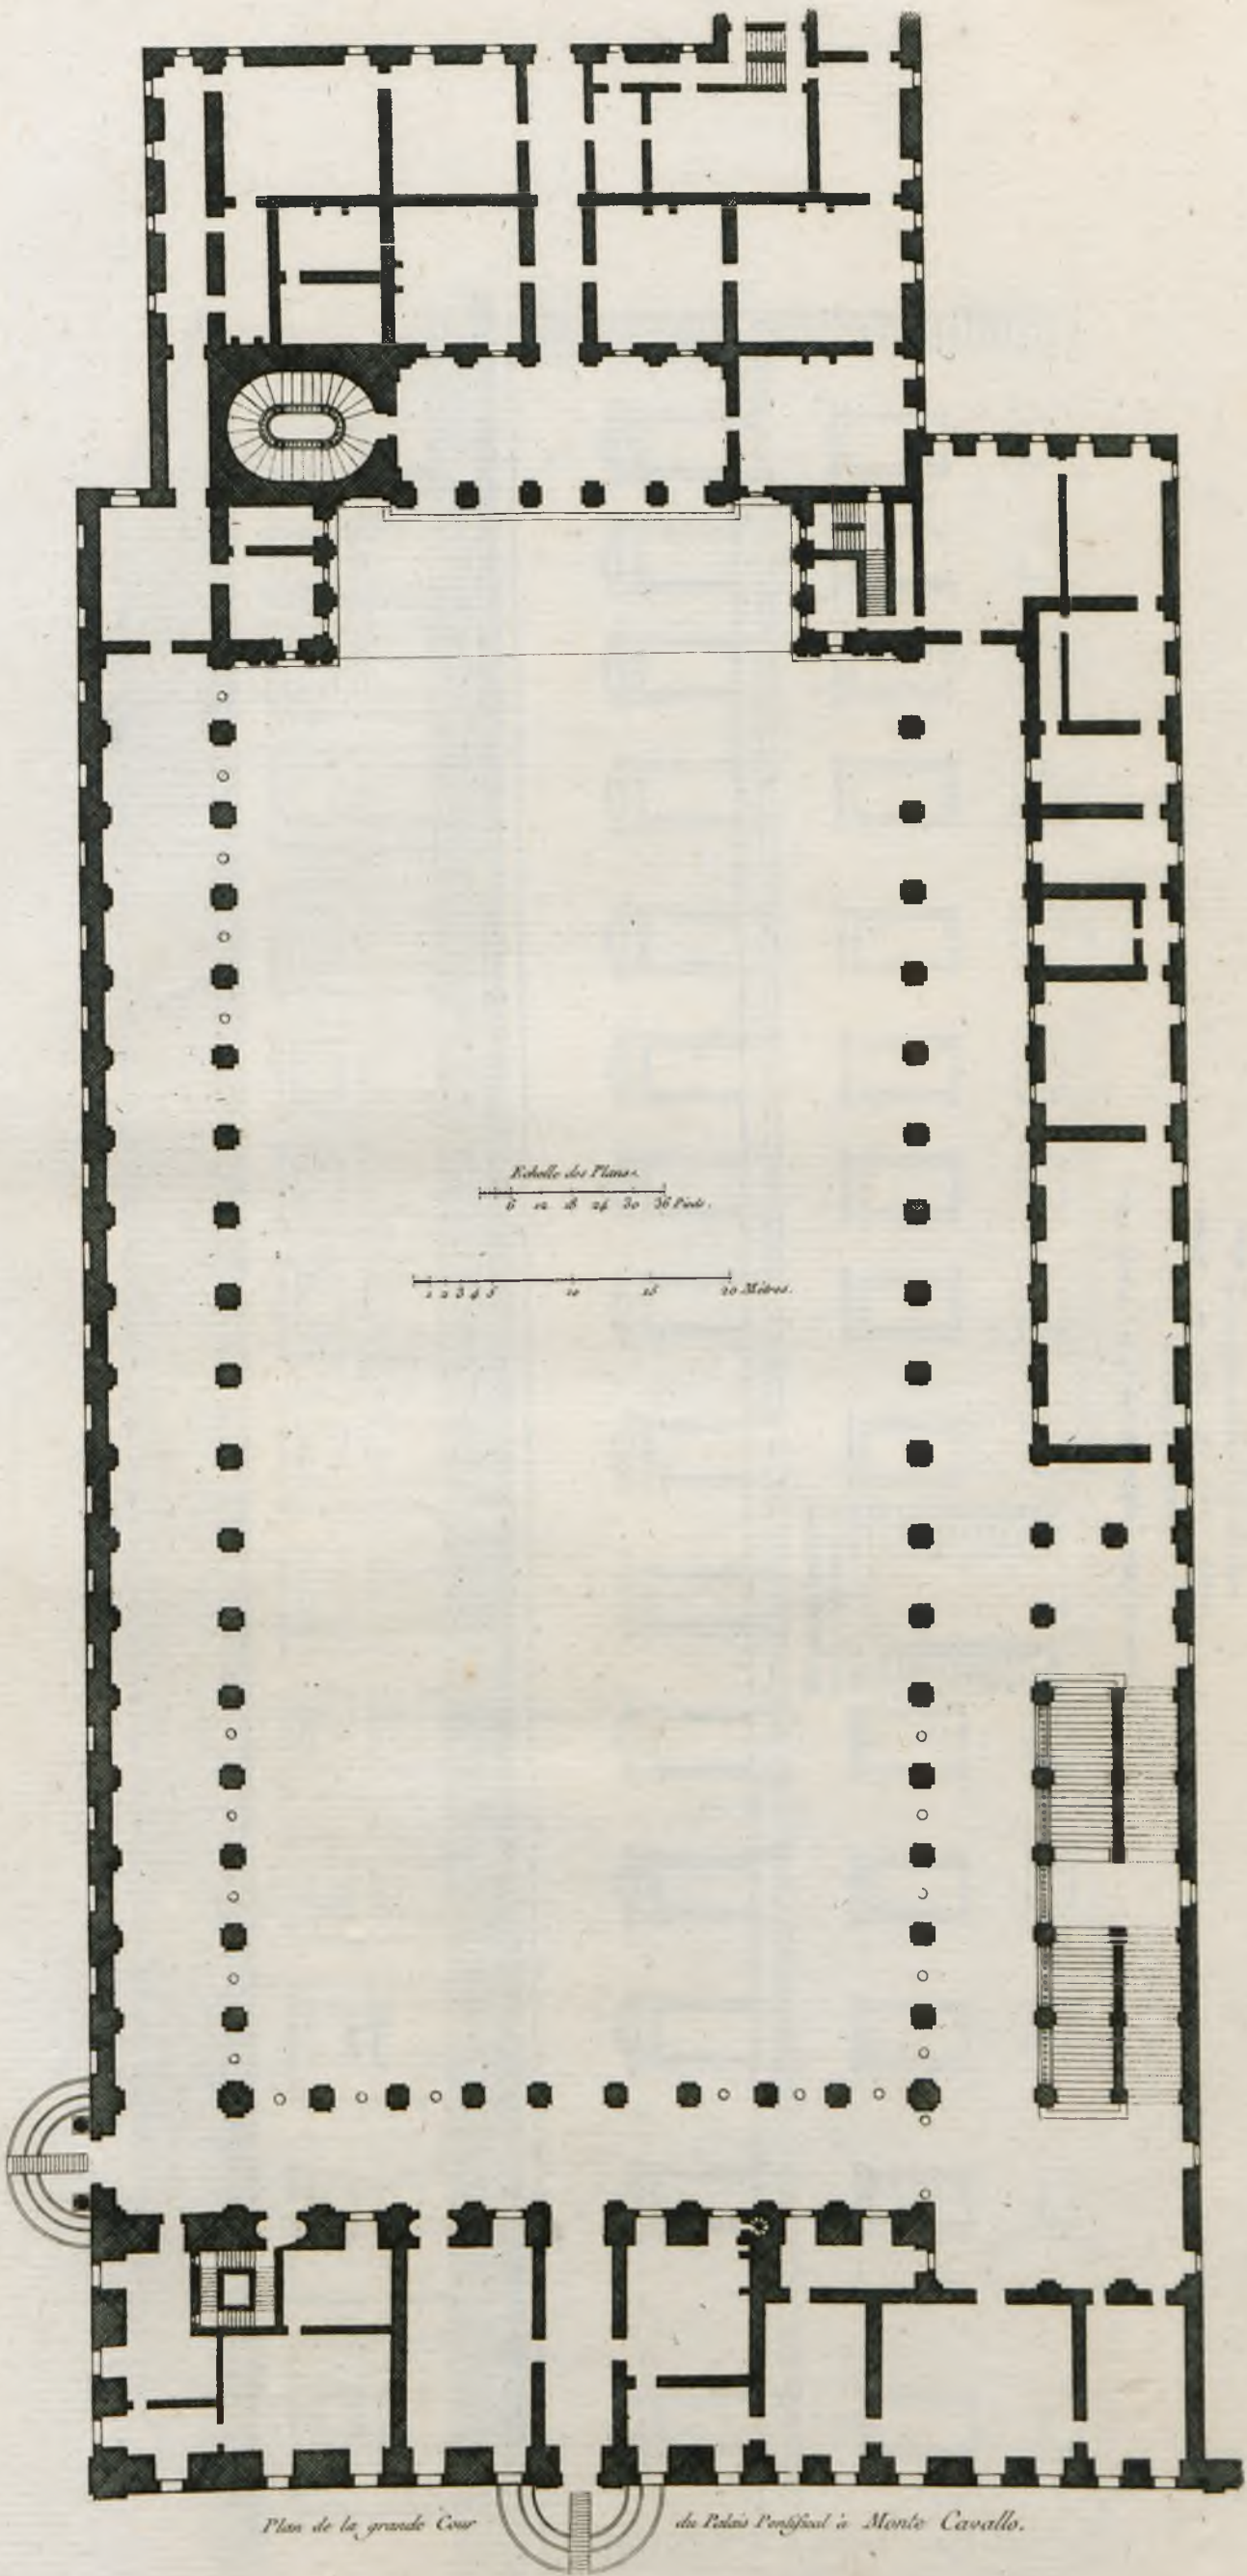 Echelle des Plans.
6 12 18 24 30 36 Pieds.
1 2 3 4 5 10 15 20 Mètres.
Plan de la grande Cour du Palais Pontifical à Monte Cavallo.